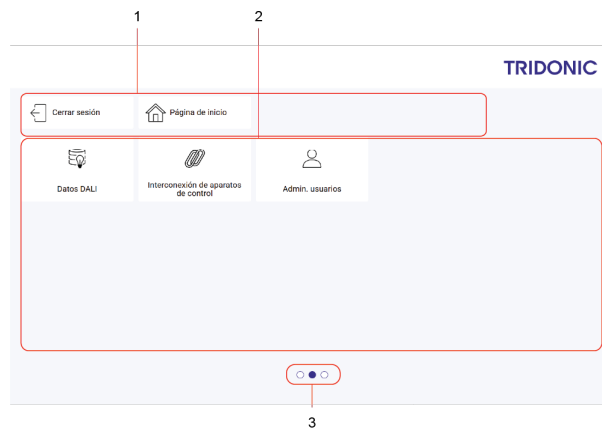 1 2
TRIDONIC
Cerrar sesión Página de inicio
Datos DALI Interconexión de aparatos Admin. usuarios
de control
3